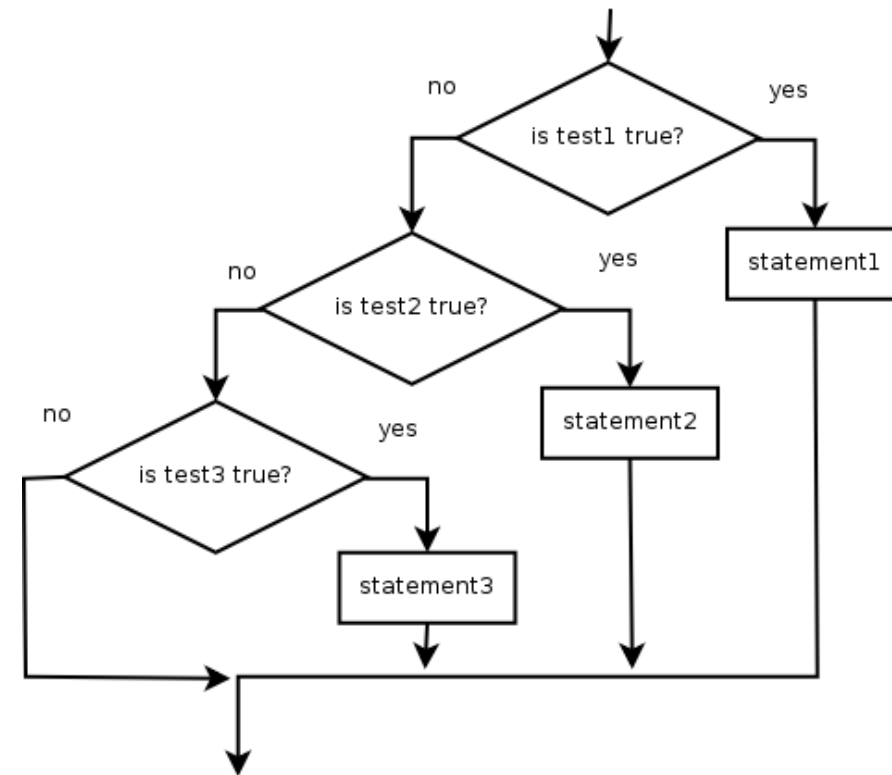 no
yes
is test1 true?
statement1
no
yes
is test2 true?
statement2
no
yes
is test3 true?
statement3